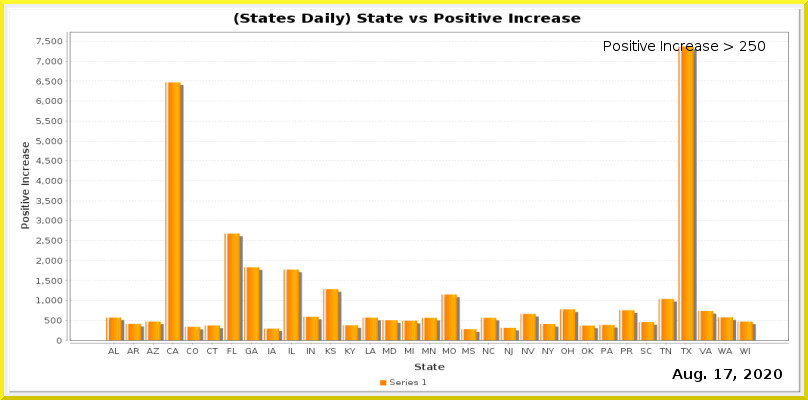 (States Daily) State vs Positive Increase
Positive Increase > 250
Positive Increase
7,500
7,000
6,500
6,000
5,500
5,000
4,500
4,000
3,500
3,000
2,500
2,000
1,500
1,000
500
0
AL AR AZ CA CO CT FL GA IA IL IN KS KY LA MD MI MN MO MS NC NJ NV NY OH OK PA PR SC TN TX VA WA WI
State
Series 1
Aug. 17, 2020